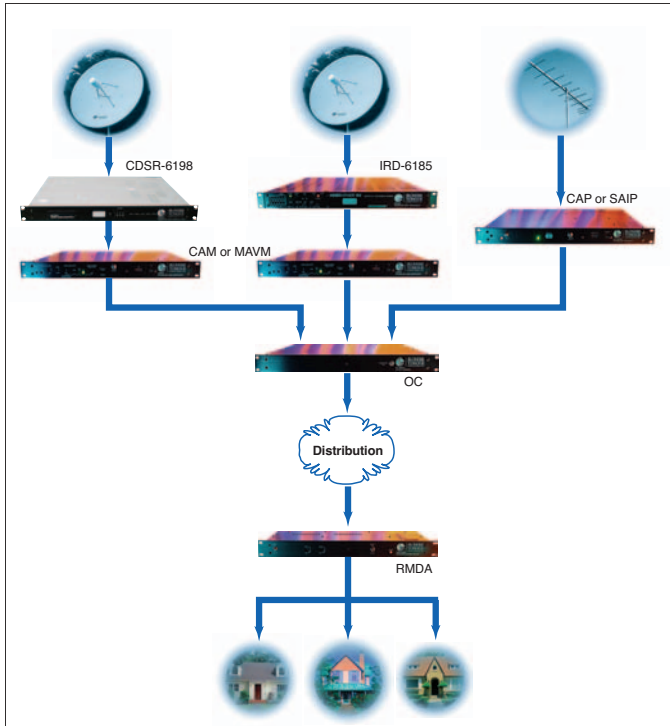 CDSR-6198
IRD-6185
CAP or SAIP
CAM or MAVM
OC
Distribution
RMDA